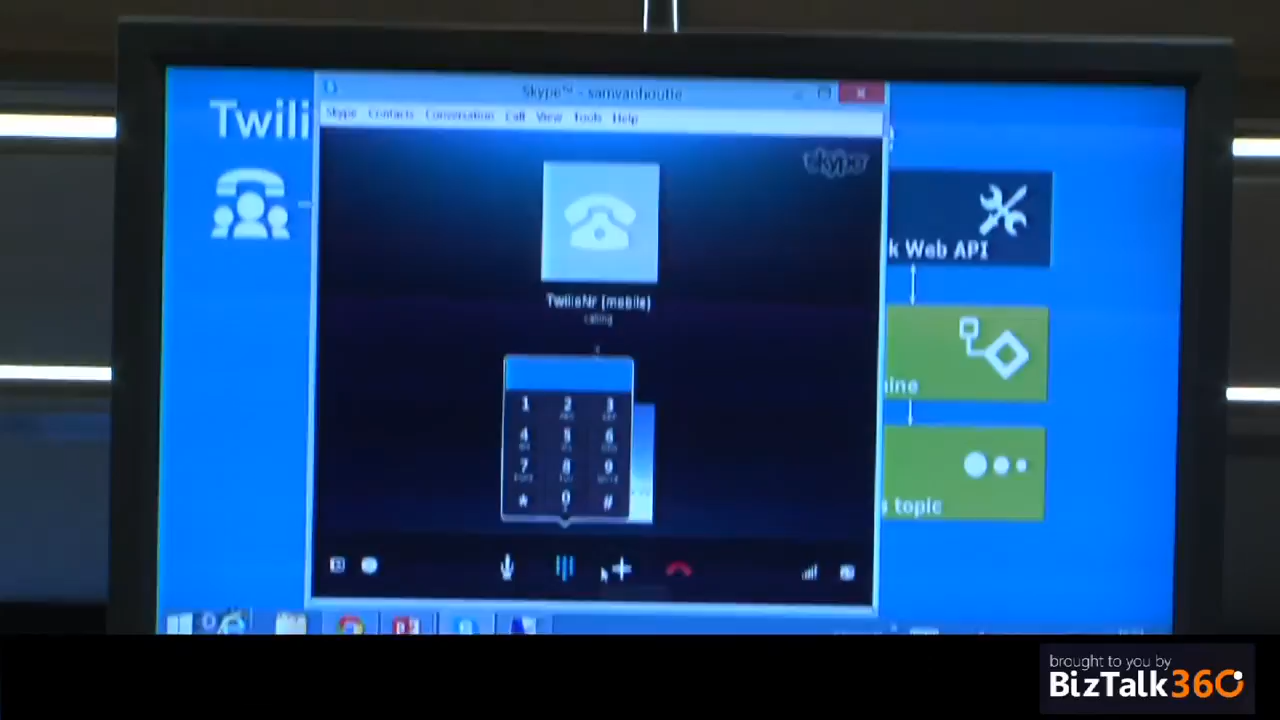 Twili
Skype™ - samvanhoutte
Skype Contacts Conversation Call View Tools Help
skype
k Web API
TwilioNr (mobile)
calling
1 2 3
4 5 6
7 8 9
* 0 #
ine
s topic
brought to you by
BizTalk360